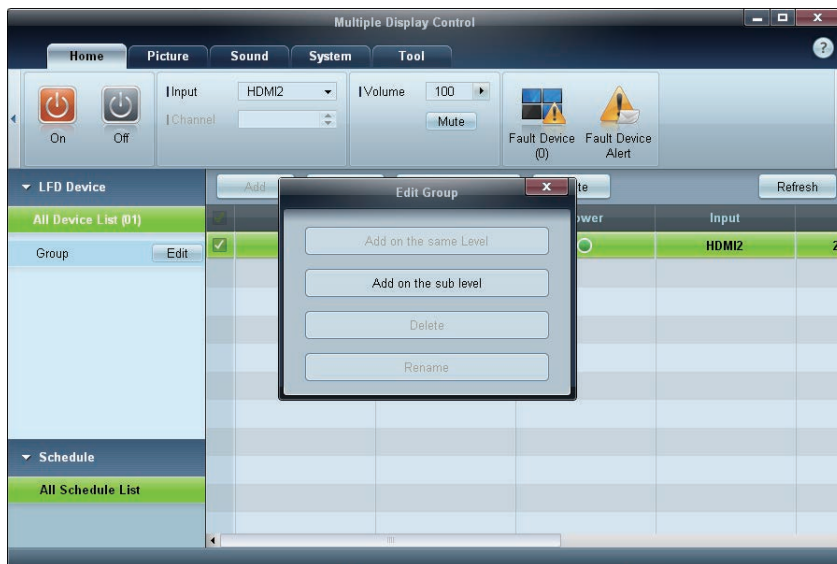 Multiple Display Control
Home Picture Sound System Tool
?
Input HDMI2
Channel
On Off
Volume 100
Mute
Fault Device (0)
Fault Device Alert
LFD Device
All Device List (01)
Group Edit
Add
Refresh
Input
HDMI2
Edit Group
Add on the same Level
Add on the sub level
Delete
Rename
Schedule
All Schedule List